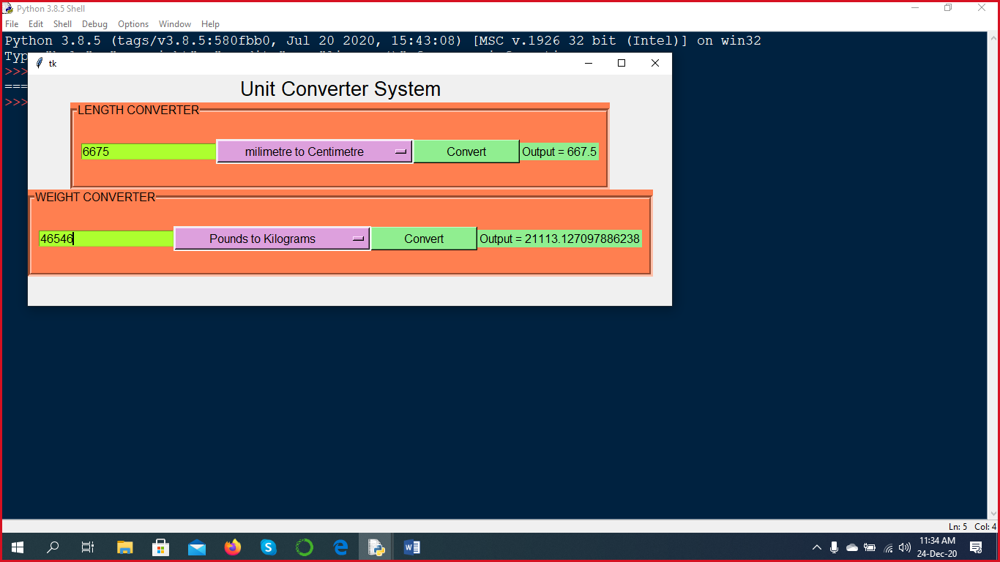 Python 3.8.5 Shell
File Edit Shell Debug Options Window Help
Python 3.8.5 (tags/v3.8.5:580fbb0, Jul 20 2020, 15:43:08) [MSC v.1926 32 bit (Intel)] on win32
Typ
>>>
===
>>>
tk
Unit Converter System
LENGTH CONVERTER
6675 milimetre to Centimetre Convert Output = 667.5
WEIGHT CONVERTER
46546 Pounds to Kilograms Convert Output = 21113.127097886238
Ln: 5 Col: 4
11:34 AM
24-Dec-20